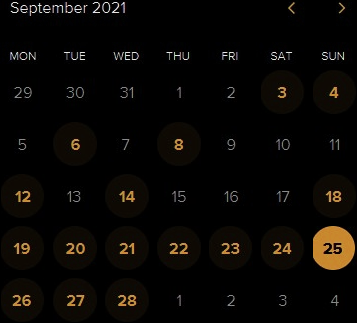 September 2021
MON TUE WED THU FRI SAT SUN
29 30 31 1 2 3 4
5 6 7 8 9 10 11
12 13 14 15 16 17 18
19 20 21 22 23 24 25
26 27 28 1 2 3 4